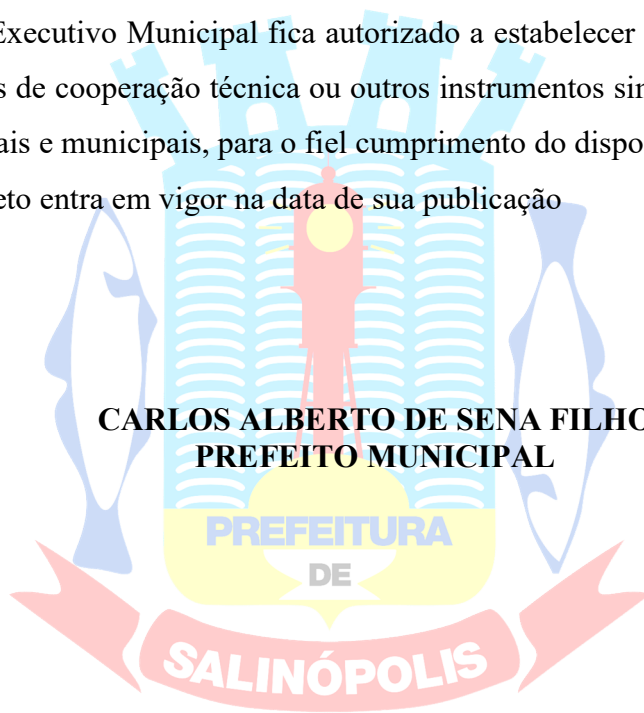 Executivo Municipal fica autorizado a estabelecer
s de cooperação técnica ou outros instrumentos sin
ais e municipais, para o fiel cumprimento do dispo
eto entra em vigor na data de sua publicação
CARLOS ALBERTO DE SENA FILHO
PREFEITO MUNICIPAL
PREFEITURA
DE
SALINÓPOLIS